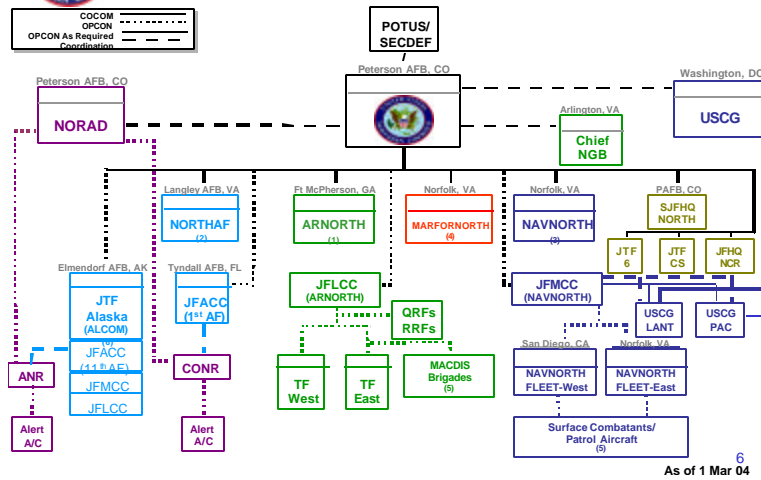 COCOM
OPCON
OPCON As Required
Coordination
POTUS/
SECDEF
Peterson AFB, CO
Peterson AFB, CO
Washington, DC
NORAD
USCG
Arlington, VA
Chief
NGB
Langley AFB, VA
NORTHAF
(2)
Ft McPherson, GA
ARNORTH
(1)
Norfolk, VA
MARFORNORTH
(4)
Norfolk, VA
NAVNORTH
(3)
PAFB, CO
SJFHQ
NORTH
JTF
6
JTF
CS
JFHQ
NCR
Elmendorf AFB, AK
JTF
Alaska
(ALCOM)
(6)
JFACC
(11th AF)
JFMCC
JFLCC
Tyndall AFB, FL
JFACC
(1st AF)
JFLCC
(ARNORTH)
QRFs
RRFs
JFMCC
(NAVNORTH)
USCG
LANT
USCG
PAC
ANR
CONR
TF
West
TF
East
MACDIS
Brigades
(5)
San Diego, CA
NAVNORTH
FLEET-West
Norfolk, VA
NAVNORTH
FLEET-East
Alert
A/C
Alert
A/C
Surface Combatants/
Patrol Aircraft
(5)
6
As of 1 Mar 04